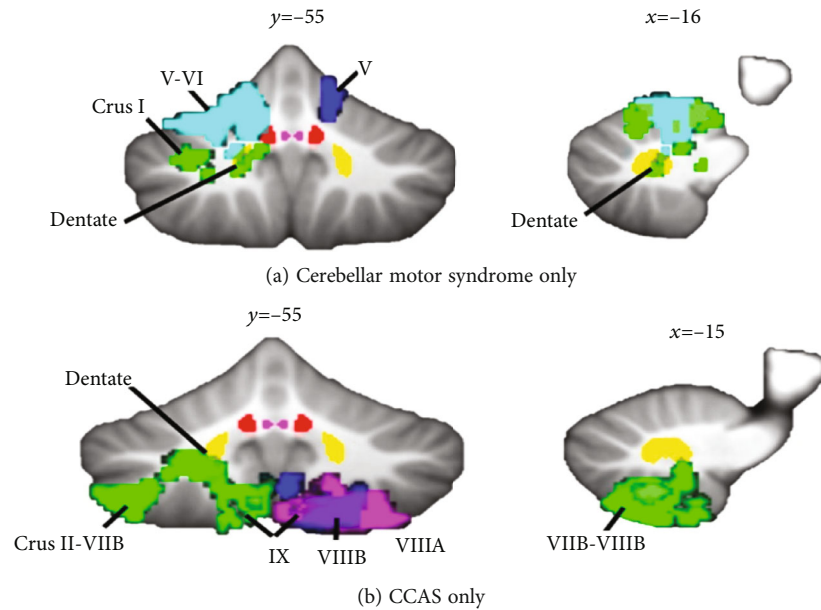 y=–55
x=–16
V-VI
V
Crus I
Dentate
Dentate
(a) Cerebellar motor syndrome only
y=–55
x=–15
Dentate
Crus II-VIIB
IX
VIIIB
VIIIA
VIIB-VIIIB
(b) CCAS only